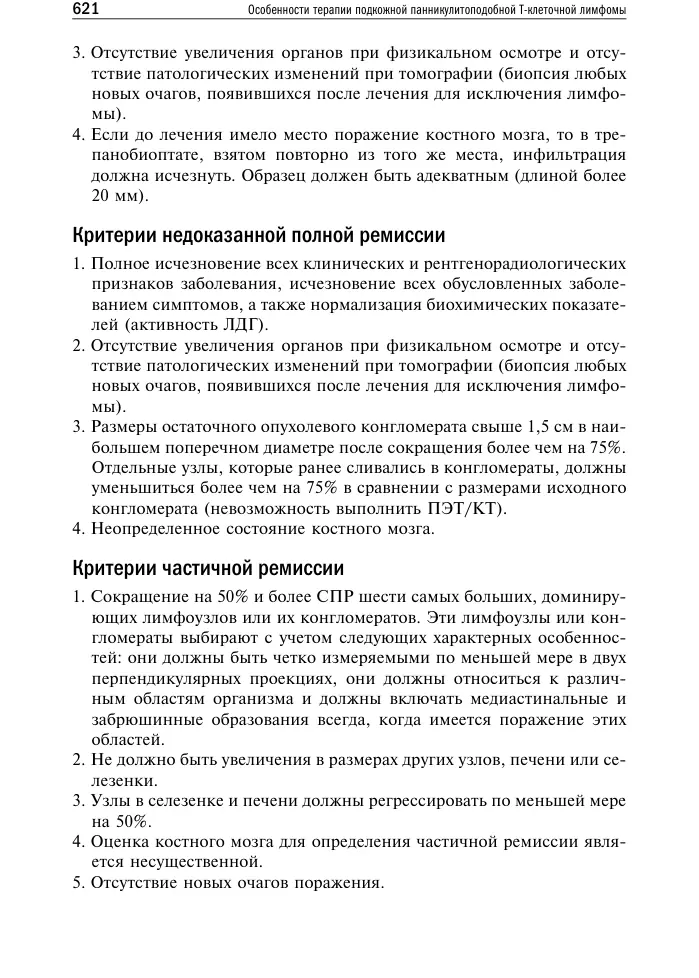 621
Особенности терапии подкожной панникулитоподобной Т-клеточной лимфомы
3. Отсутствие увеличения органов при физикальном осмотре и отсу-
тствие патологических изменений при томографии (биопсия любых
новых очагов, появившихся после лечения для исключения лимфо-
мы).
4. Если до лечения имело место поражение костного мозга, то в тре-
панобиоптате, взятом повторно из того же места, инфильтрация
должна исчезнуть. Образец должен быть адекватным (длиной более
20 мм).
Критерии недоказанной полной ремиссии
1. Полное исчезновение всех клинических и рентгенорадиологических
признаков заболевания, исчезновение всех обусловленных заболе-
ванием симптомов, а также нормализация биохимических показате-
лей (активность ЛДГ).
2. Отсутствие увеличения органов при физикальном осмотре и отсу-
тствие патологических изменений при томографии (биопсия любых
новых очагов, появившихся после лечения для исключения лимфо-
мы).
3. Размеры остаточного опухолевого конгломерата свыше 1,5 см в наи-
большем поперечном диаметре после сокращения более чем на 75%.
Отдельные узлы, которые ранее сливались в конгломераты, должны
уменьшиться более чем на 75% в сравнении с размерами исходного
конгломерата (невозможность выполнить ПЭТ/КТ).
4. Неопределенное состояние костного мозга.
Критерии частичной ремиссии
1. Сокращение на 50% и более СПР шести самых больших, доминиру-
ющих лимфоузлов или их конгломератов. Эти лимфоузлы или кон-
гломераты выбирают с учетом следующих характерных особеннос-
тей: они должны быть четко измеряемыми по меньшей мере в двух
перпендикулярных проекциях, они должны относиться к различ-
ным областям организма и должны включать медиастинальные и
забрюшинные образования всегда, когда имеется поражение этих
областей.
2. Не должно быть увеличения в размерах других узлов, печени или се-
лезенки.
3. Узлы в селезенке и печени должны регрессировать по меньшей мере
на 50%.
4. Оценка костного мозга для определения частичной ремиссии явля-
ется несущественной.
5. Отсутствие новых очагов поражения.